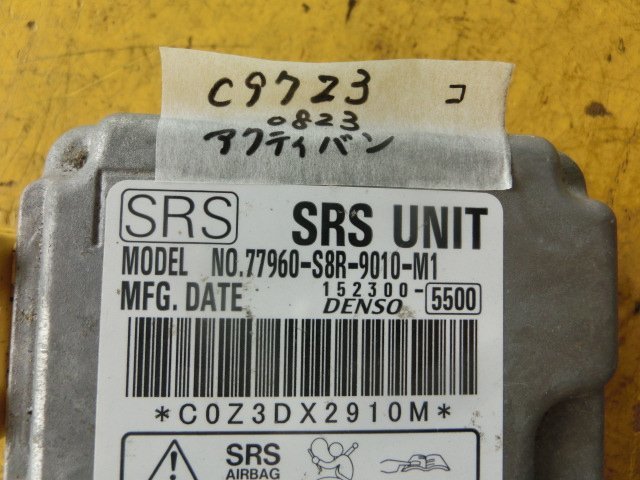 C9723 コ
0823
アクティバン
SRS SRS UNIT
MODEL NO.77960-S8R-9010-M1
MFG. DATE 152300-5500
DENSO
*C0Z3DX2910M*
SRS
AIRBAG